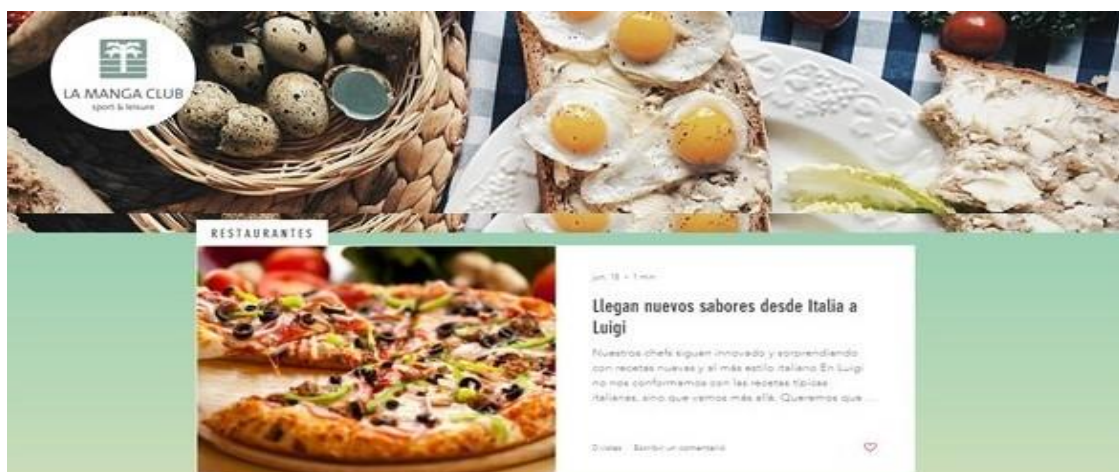 LA MANGA CLUB
sport & leisure
RESTAURANTES
jun. 18 • 1 min
Llegan nuevos sabores desde Italia a
Luigi
Nuestros chefs siguen innovado y sorprendiendo
con recetas nuevas y al más estilo italiano En Luigi
no nos conformamos con las recetas típicas
italianas, sino que vamos más allá. Queremos que ...
Escribir un comentario